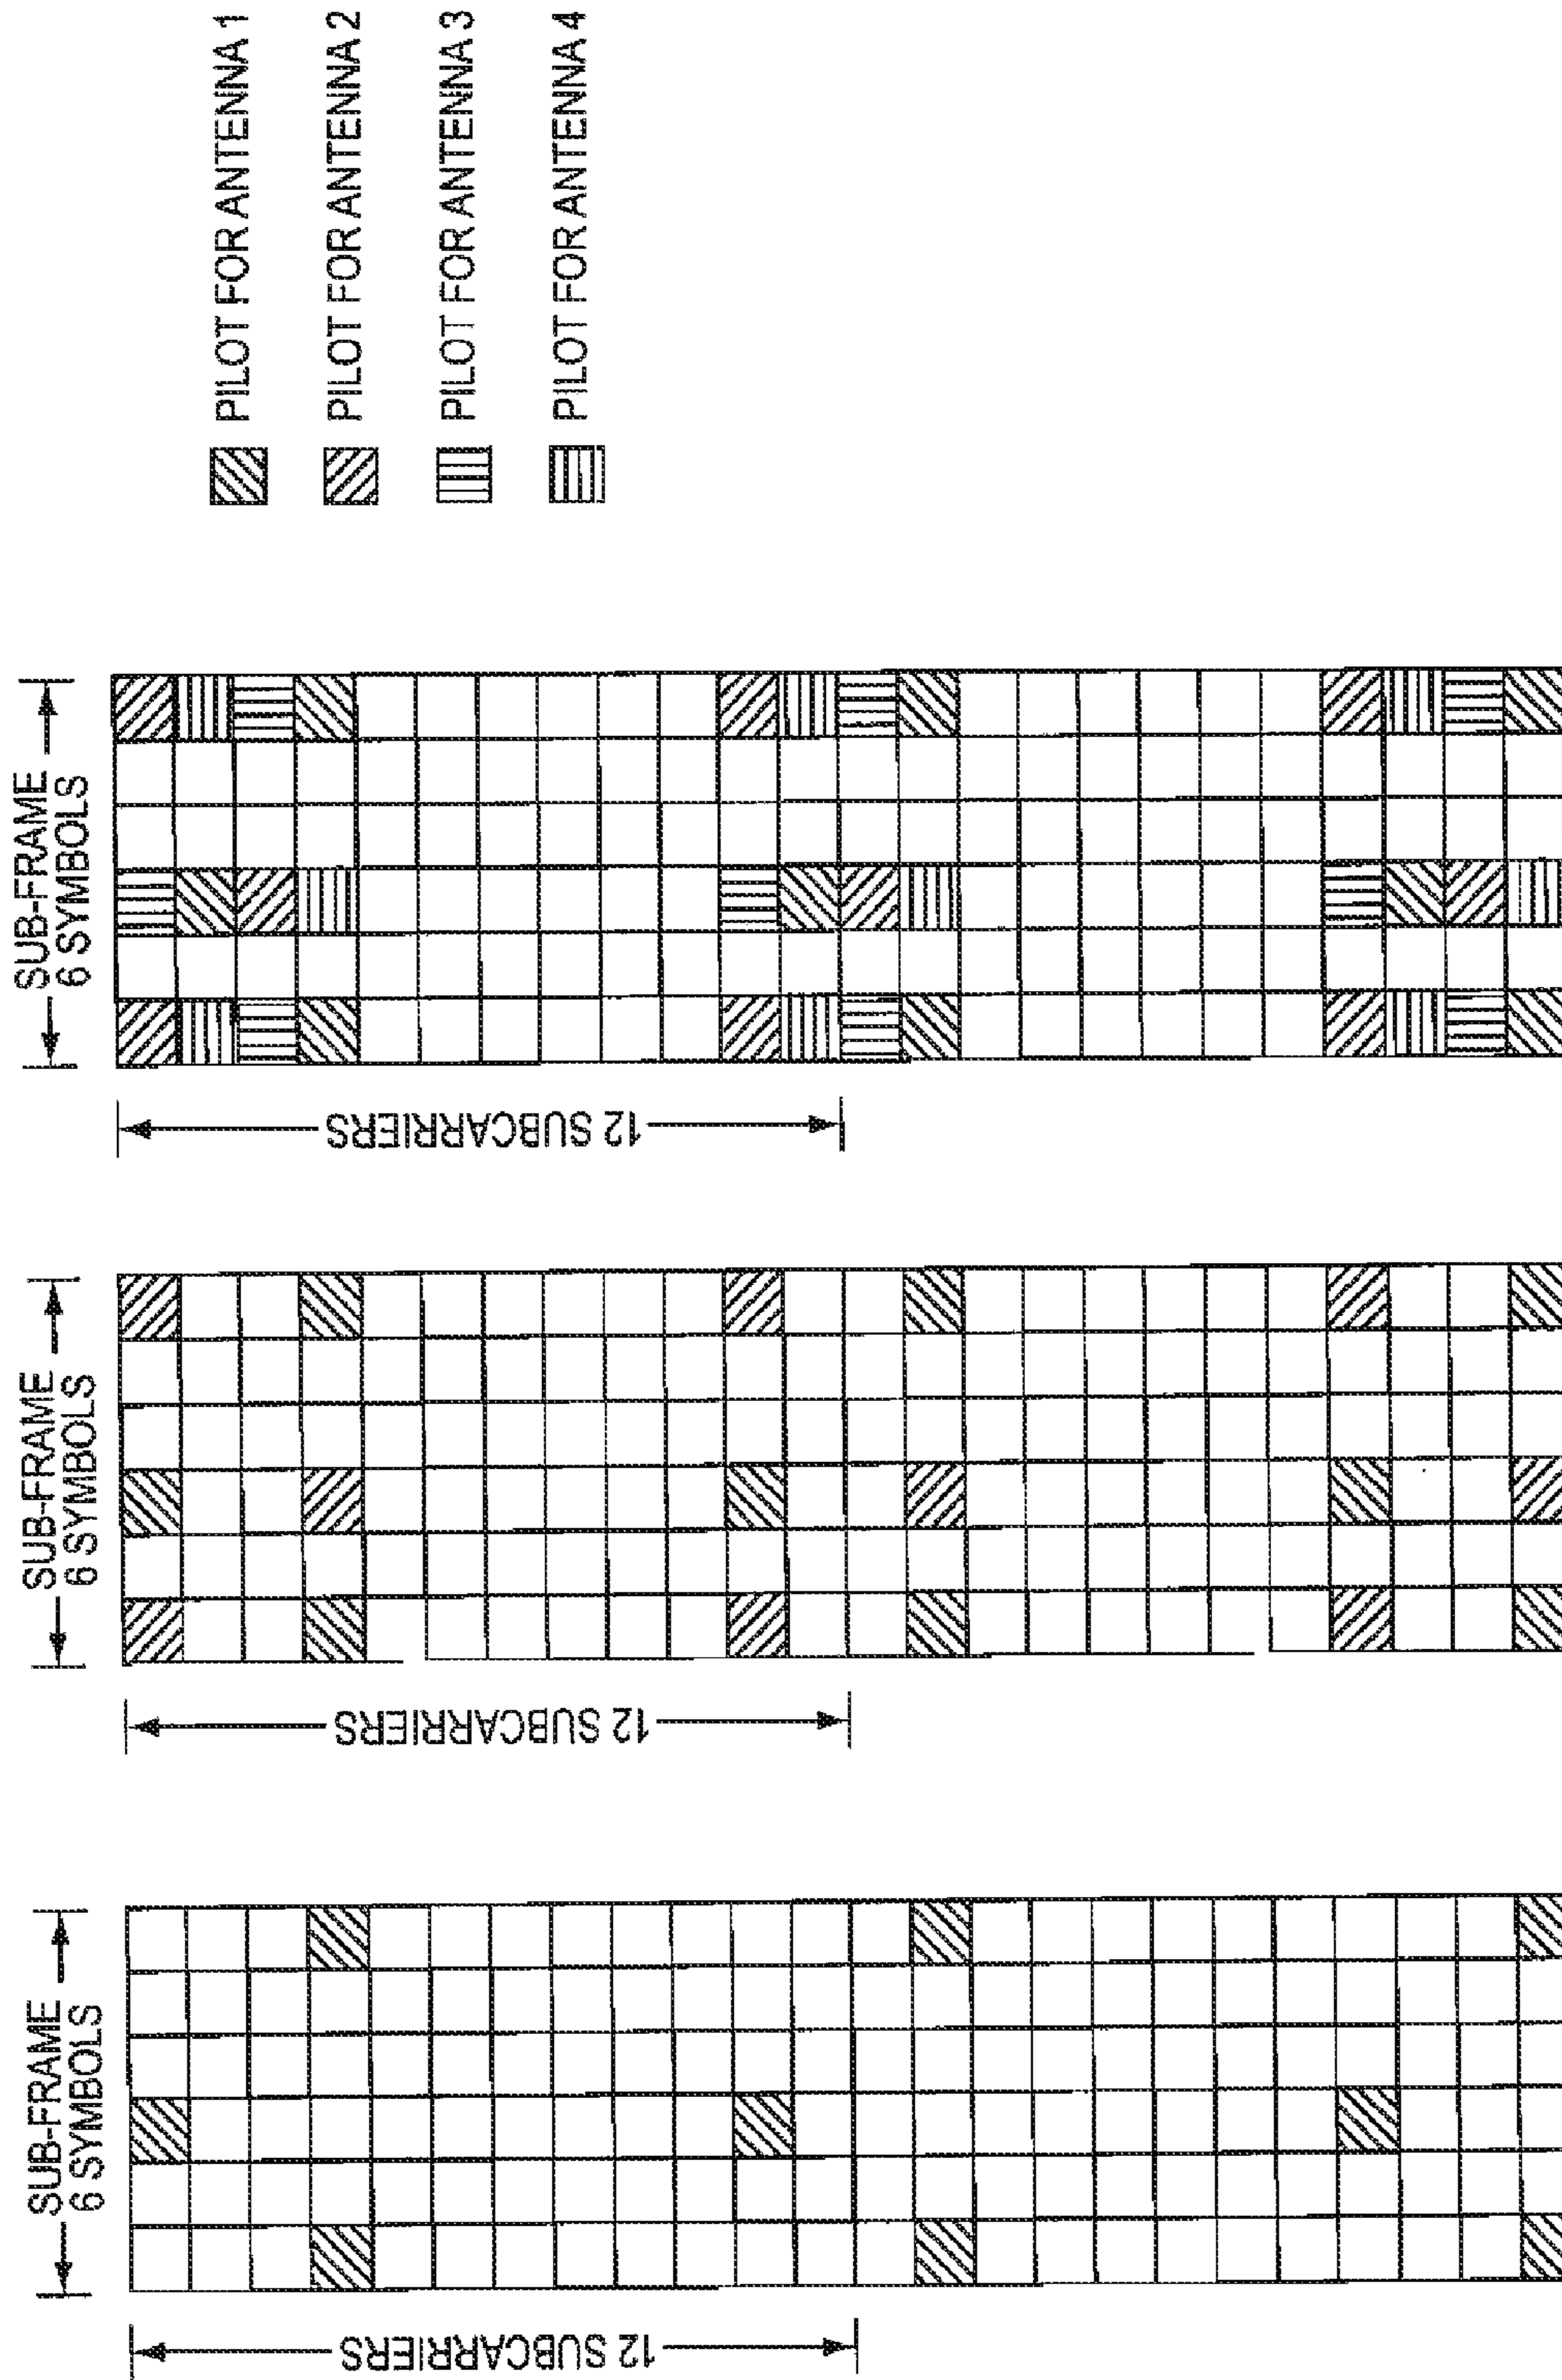 SUB-FRAME
6 SYMBOLS
12 SUBCARRIERS
SUB-FRAME
6 SYMBOLS
12 SUBCARRIERS
SUB-FRAME
6 SYMBOLS
12 SUBCARRIERS
PILOT FOR ANTENNA 1
PILOT FOR ANTENNA 2
PILOT FOR ANTENNA 3
PILOT FOR ANTENNA 4